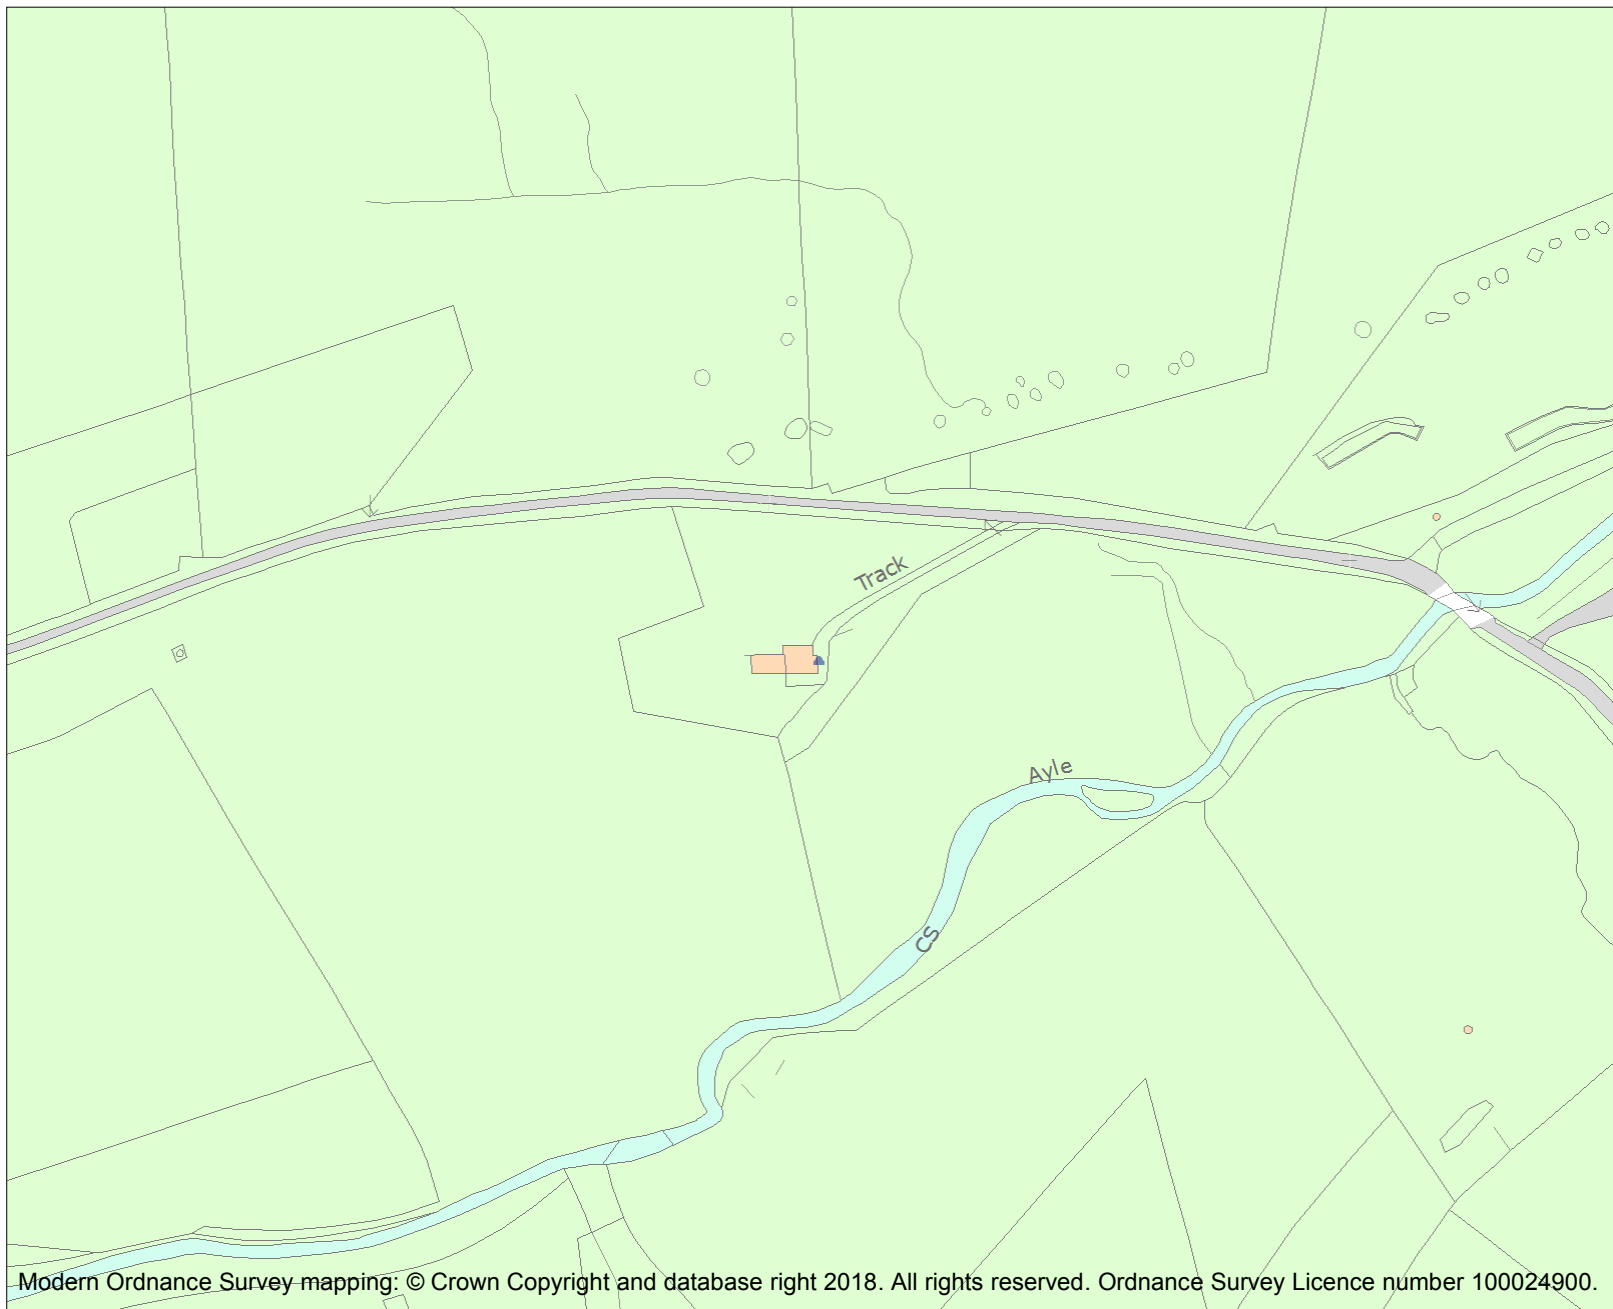 Track
Ayle
CS
Modern Ordnance Survey mapping: © Crown Copyright and database right 2018. All rights reserved. Ordnance Survey Licence number 100024900.